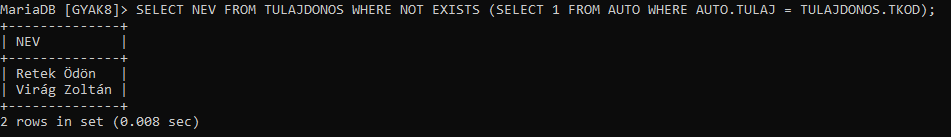 MariaDB [GYAK8]> SELECT NEV FROM TULAJDONOS WHERE NOT EXISTS (SELECT 1 FROM AUTO WHERE AUTO.TULAJ = TULAJDONOS.TKOD);
+--------------+
| NEV          |
+--------------+
| Retek Ödön   |
| Virág Zoltán |
+--------------+
2 rows in set (0.008 sec)